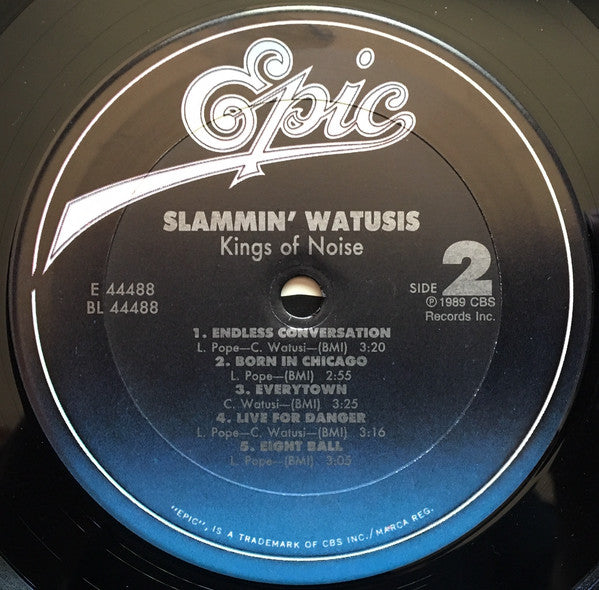 Epic
SLAMMIN' WATUSIS
Kings of Noise
E 44488
BL 44488
SIDE 2
℗ 1989 CBS
Records Inc.
1. ENDLESS CONVERSATION
L. Pope—C. Watusi—(BMI) 3:20
2. BORN IN CHICAGO
L. Pope—(BMI) 2:55
3. EVERYTOWN
C. Watusi—(BMI) 3:25
4. LIVE FOR DANGER
L. Pope—C. Watusi—(BMI) 3:16
5. EIGHT BALL
L. Pope—(BMI) 3:05
"EPIC", IS A TRADEMARK OF CBS INC./MARCA REG.